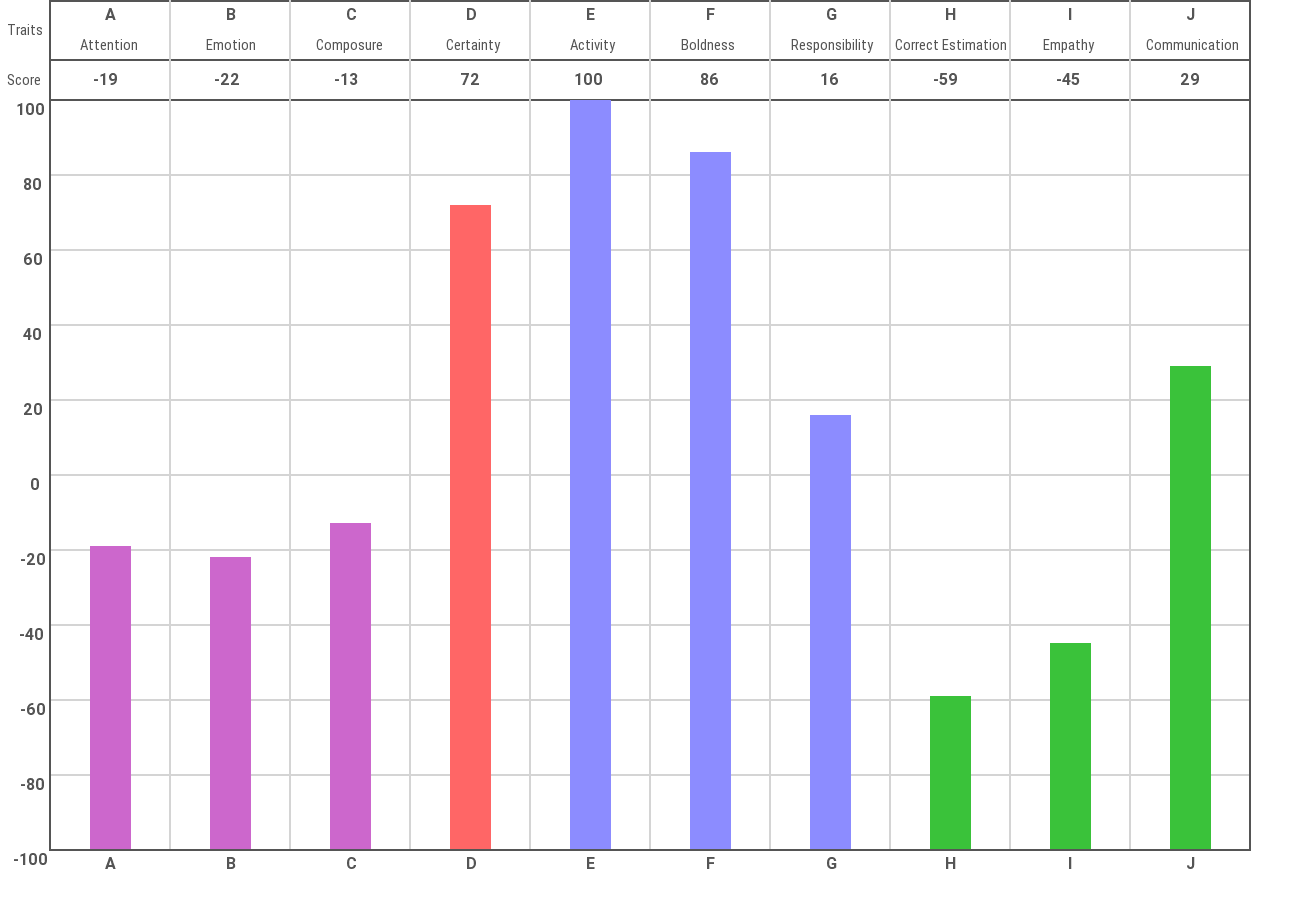 A B C D E F G H I J
Traits
Attention Emotion Composure Certainty Activity Boldness Responsibility Correct Estimation Empathy Communication
Score -19 -22 -13 72 100 86 16 -59 -45 29
100
80
60
40
20
0
-20
-40
-60
-80
-100
A B C D E F G H I J